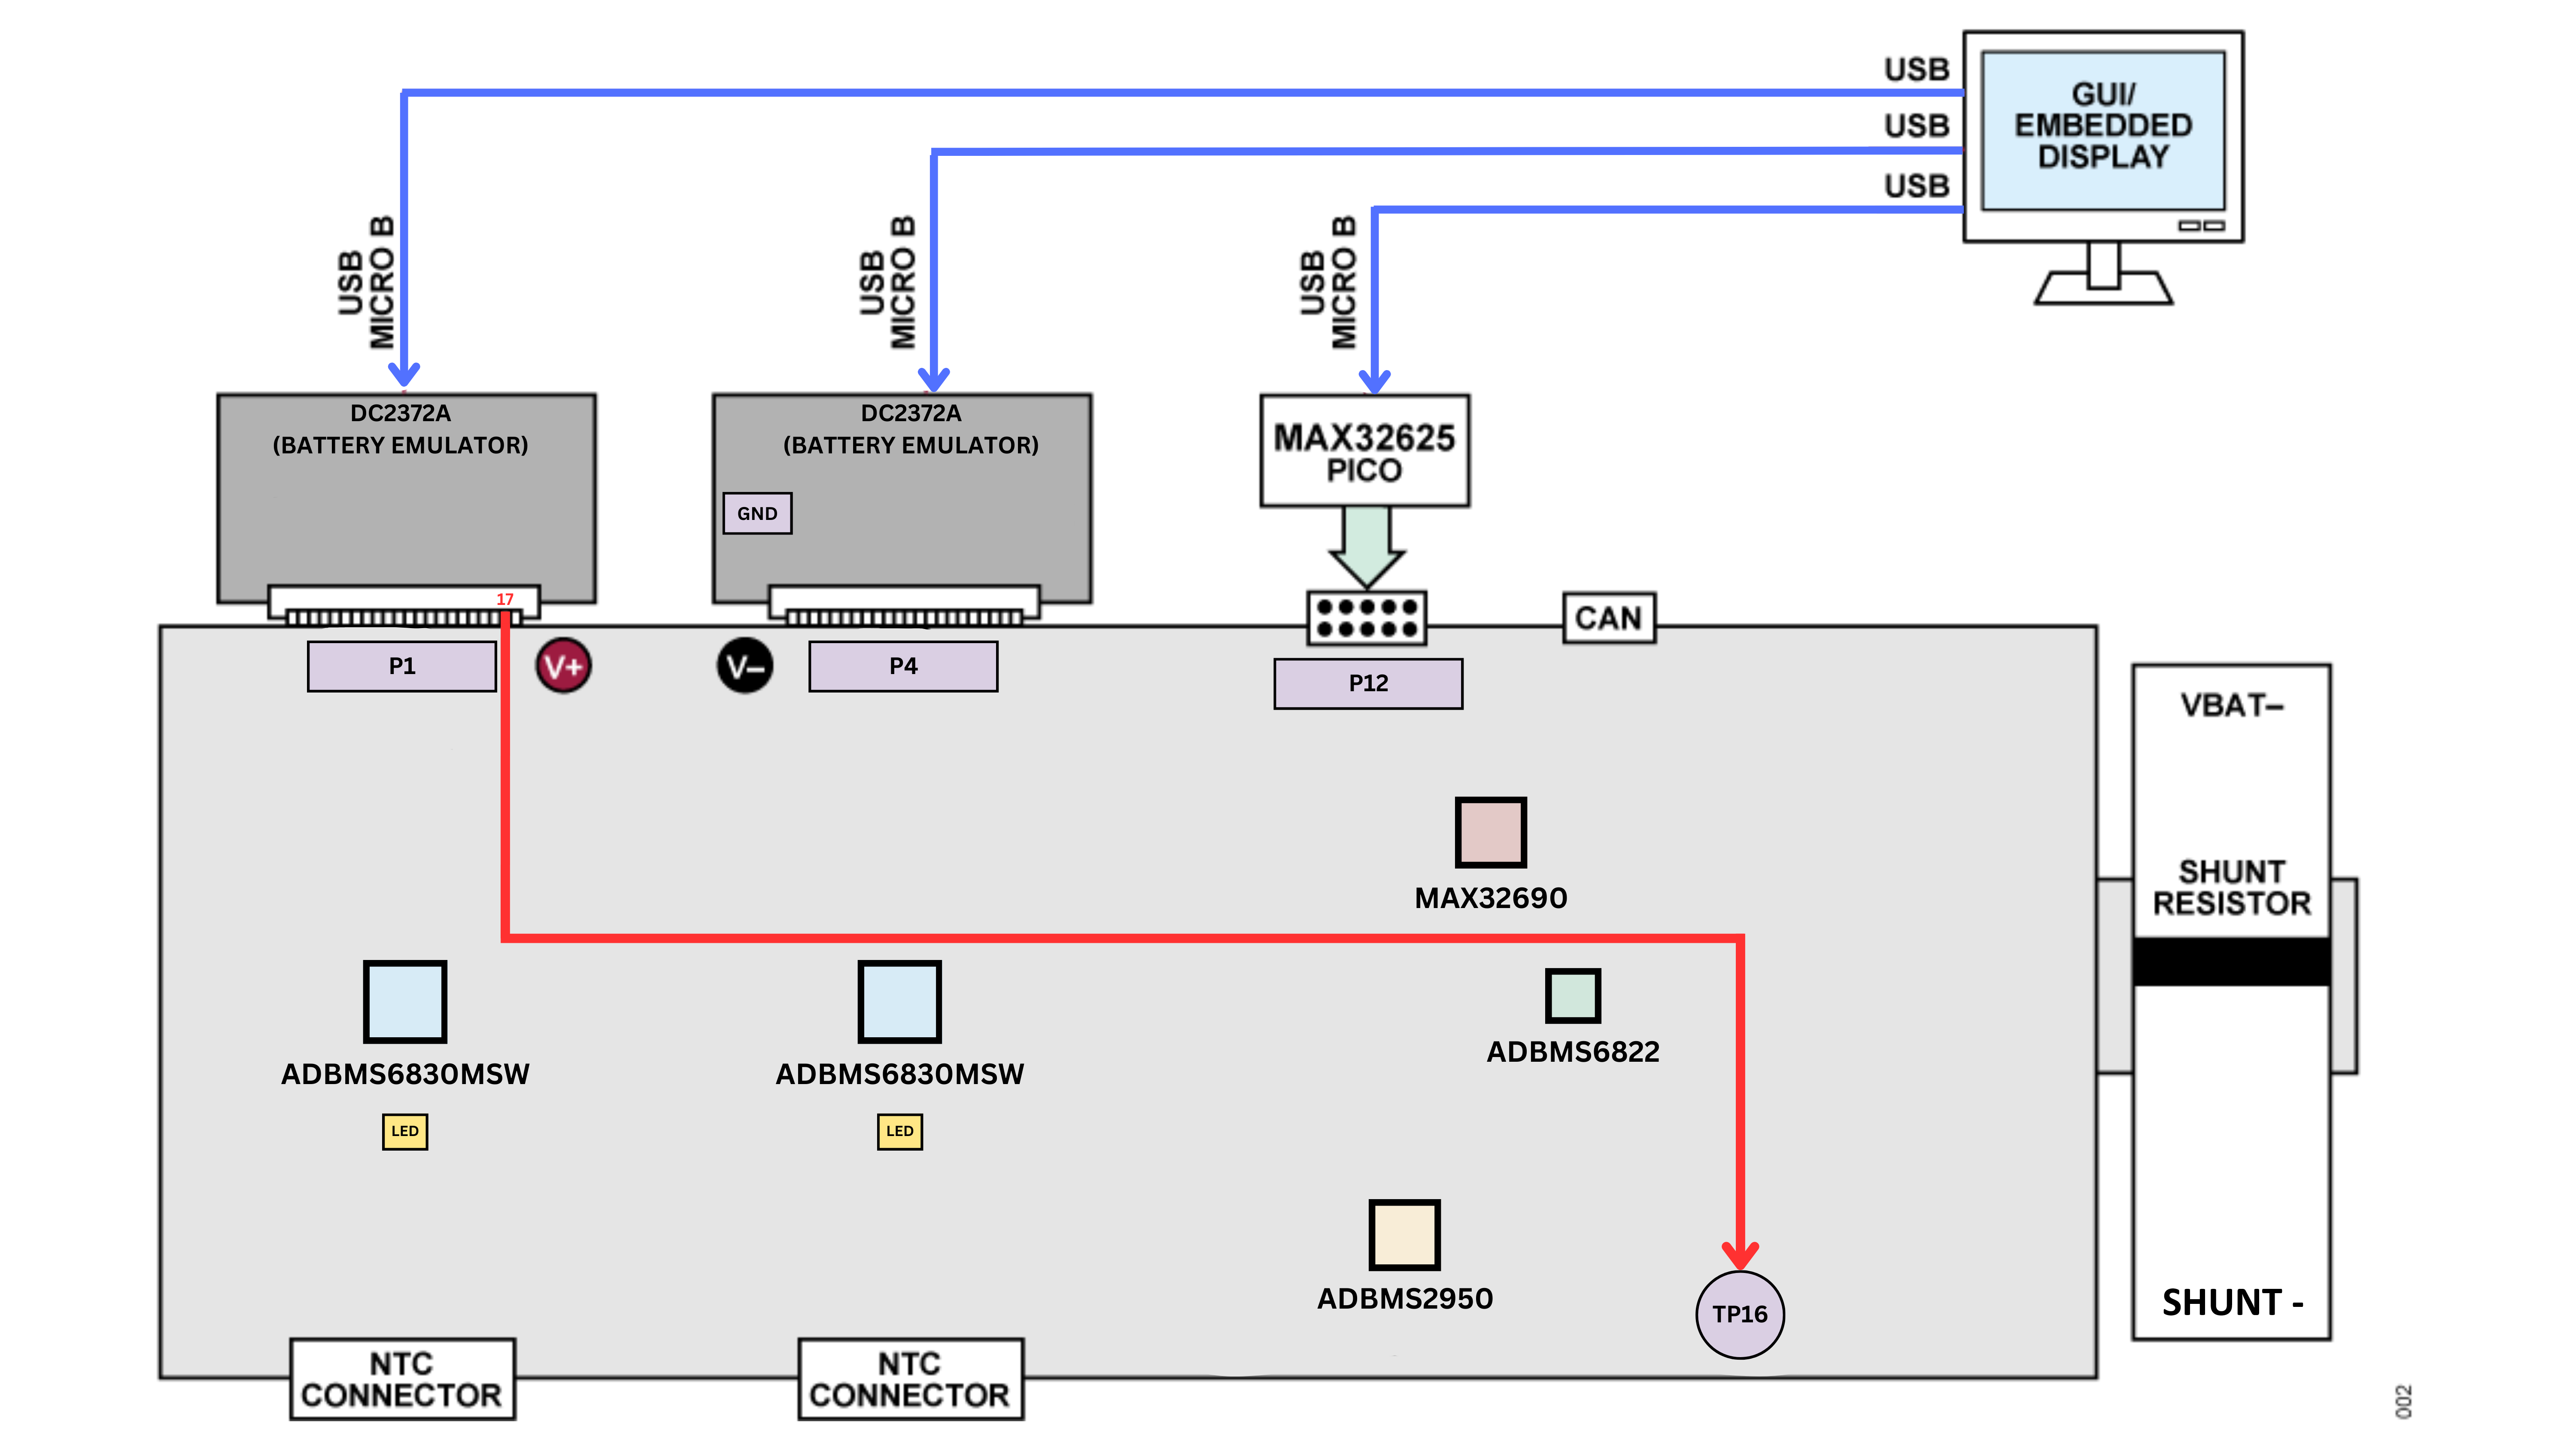 USB
USB
USB
GUI/
EMBEDDED
DISPLAY
USB
MICRO B
USB
MICRO B
USB
MICRO B
DC2372A
(BATTERY EMULATOR)
DC2372A
(BATTERY EMULATOR)
GND
MAX32625
PICO
17
CAN
P1
V+
V–
P4
P12
VBAT–
SHUNT
RESISTOR
SHUNT -
MAX32690
ADBMS6830MSW
LED
ADBMS6830MSW
LED
ADBMS6822
ADBMS2950
TP16
NTC
CONNECTOR
NTC
CONNECTOR
002